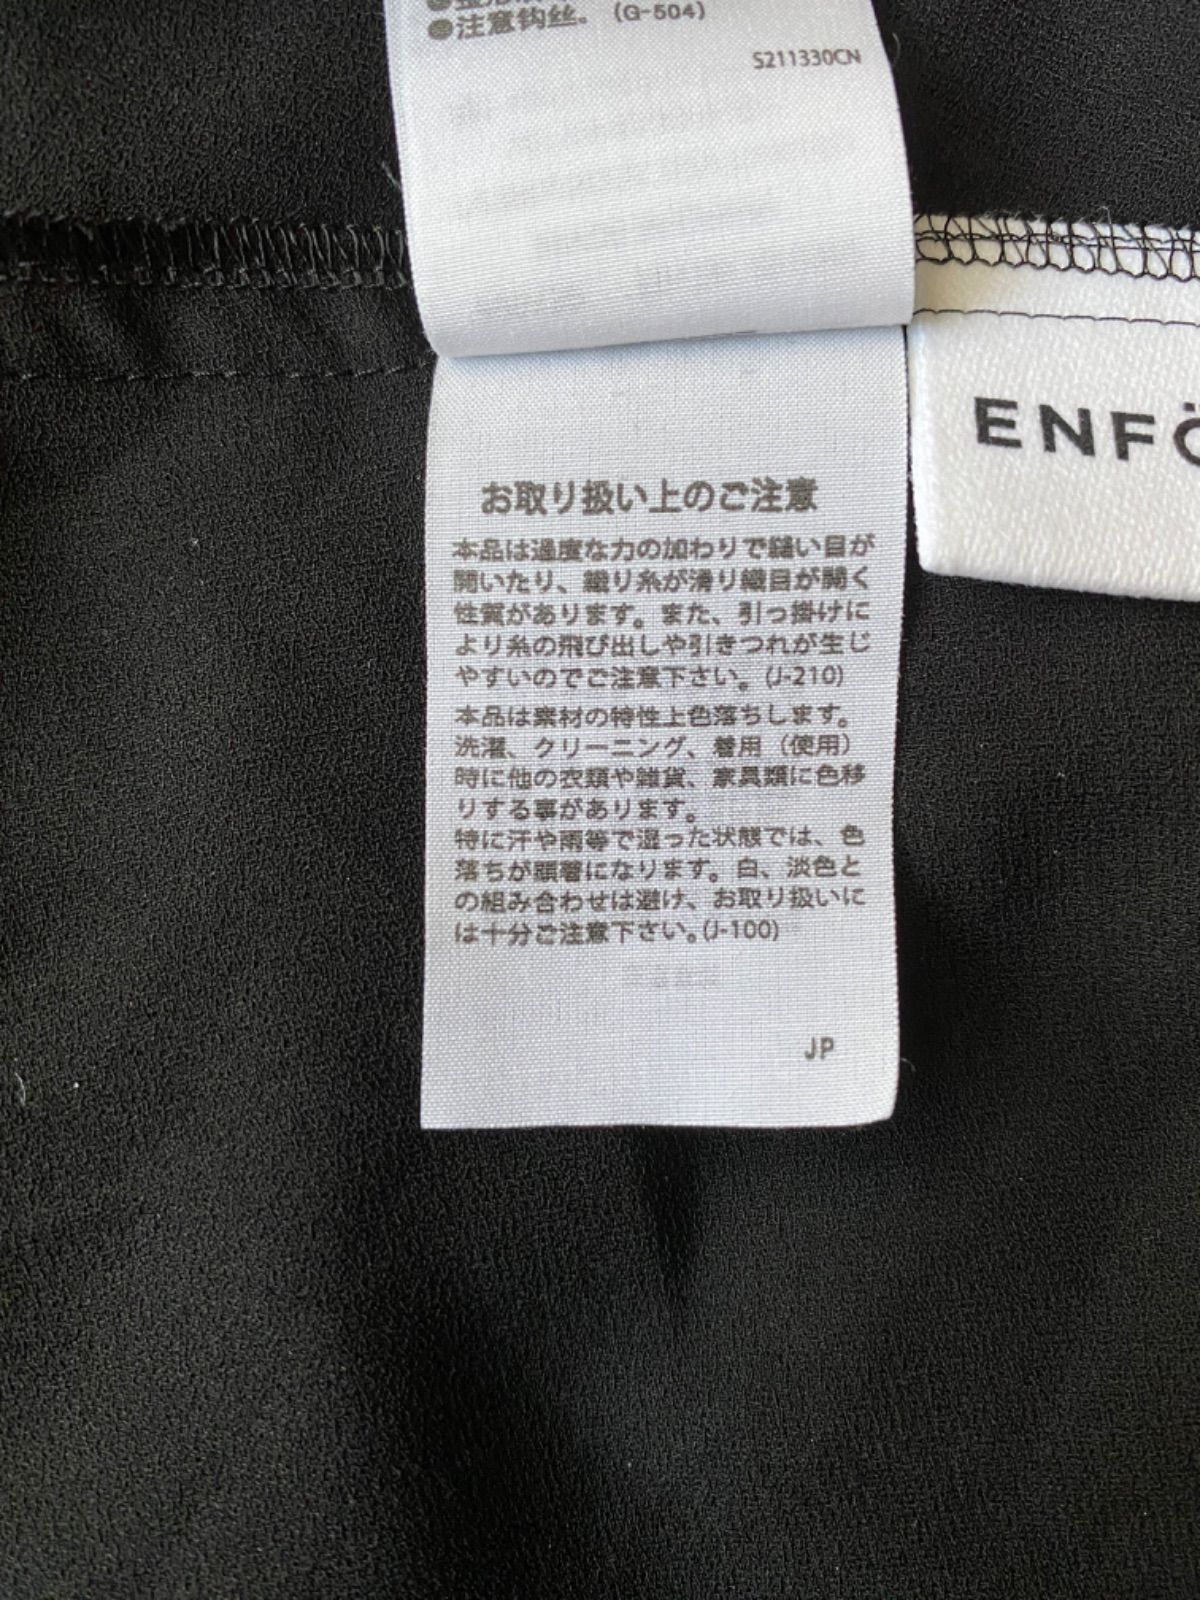 ●注意钩丝。(G-504)
S211330CN
ENFÖ
お取り扱い上のご注意
本品は過度な力の加わりで縫い目が
開いたり、織り糸が滑り織目が開く
性質があります。また、引っ掛けに
より糸の飛び出しや引きつれが生じ
やすいのでご注意下さい。(J-210)
本品は素材の特性上色落ちします。
洗濯、クリーニング、着用（使用）
時に他の衣類や雑貨、家具類に色移
りする事があります。
特に汗や雨等で湿った状態では、色
落ちが顕著になります。白、淡色と
の組み合わせは避け、お取り扱いに
は十分ご注意下さい。(J-100)
JP